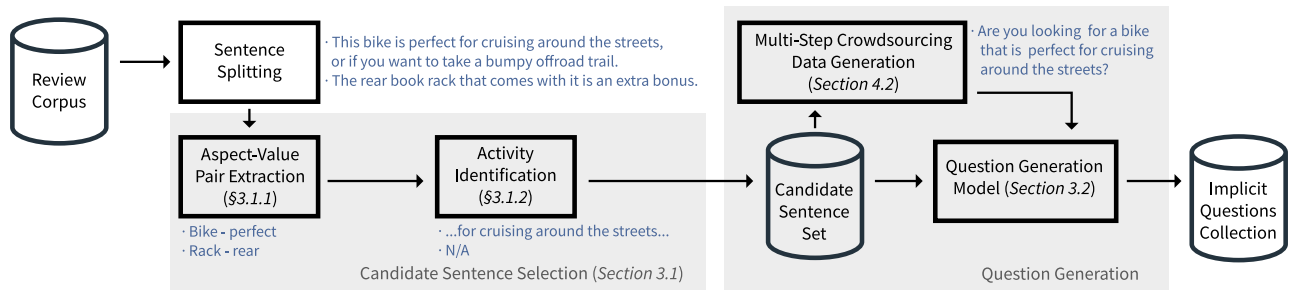 Review
Corpus
Sentence
Splitting
· This bike is perfect for cruising around the streets,
or if you want to take a bumpy offroad trail.
· The rear book rack that comes with it is an extra bonus.
Aspect-Value
Pair Extraction
(§3.1.1)
· Bike - perfect
· Rack - rear
Activity
Identification
(§3.1.2)
· ...for cruising around the streets...
· N/A
Candidate Sentence Selection (Section 3.1)
Multi-Step Crowdsourcing
Data Generation
(Section 4.2)
· Are you looking for a bike
that is perfect for cruising
around the streets?
Candidate
Sentence
Set
Question Generation
Model (Section 3.2)
Question Generation
Implicit
Questions
Collection